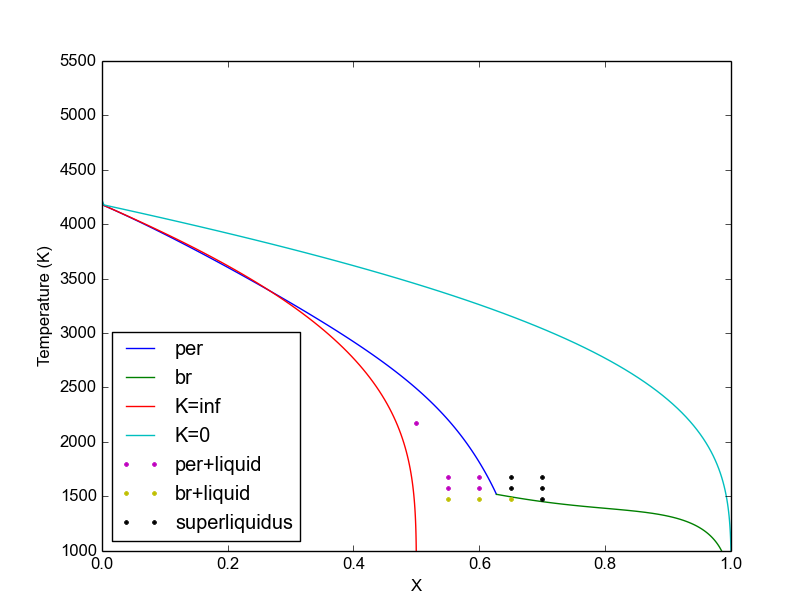 5500
5000
4500
4000
3500
3000
2500
2000
1500
1000
Temperature (K)
per
br
K=inf
K=0
per+liquid
br+liquid
superliquidus
0.0 0.2 0.4 0.6 0.8 1.0
X